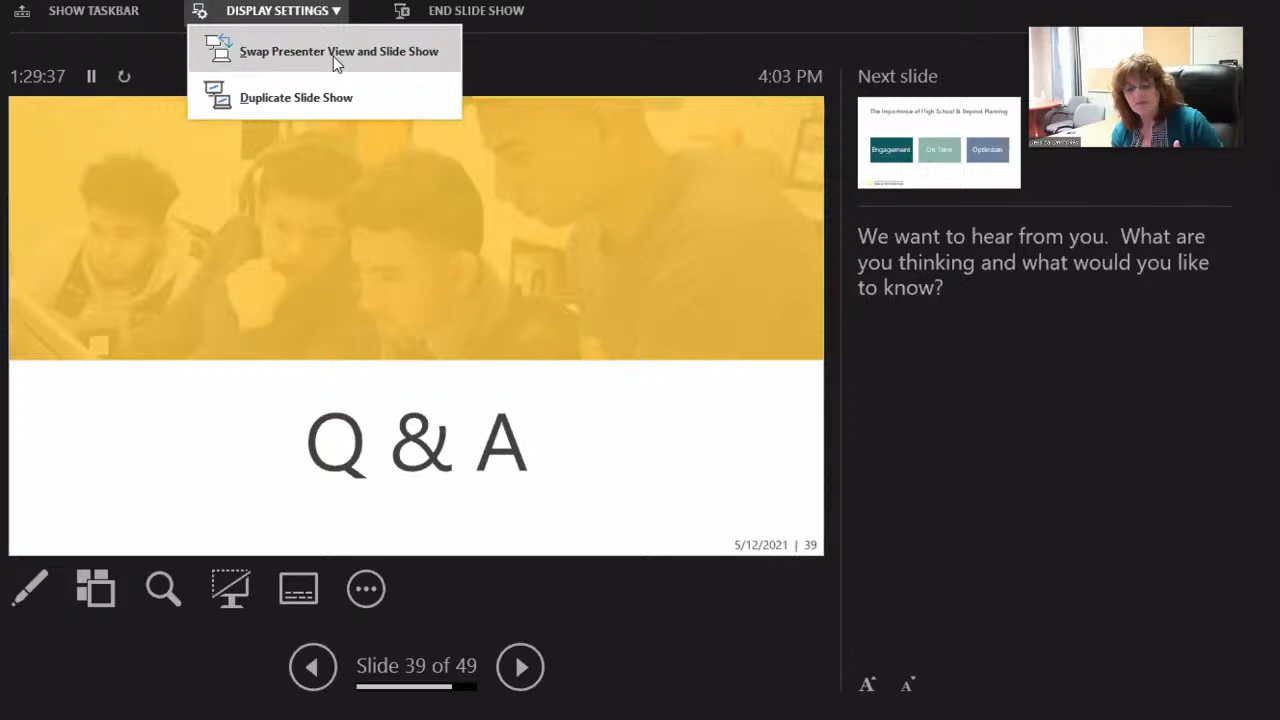 SHOW TASKBAR
DISPLAY SETTINGS ▼
END SLIDE SHOW
Swap Presenter View and Slide Show
Duplicate Slide Show
1:29:37
4:03 PM
Next slide
The Importance of High School & Beyond Planning
Engagement
On Time
Optimism
We want to hear from you.  What are
you thinking and what would you like
to know?
Q & A
5/12/2021 | 39
Slide 39 of 49
A
A